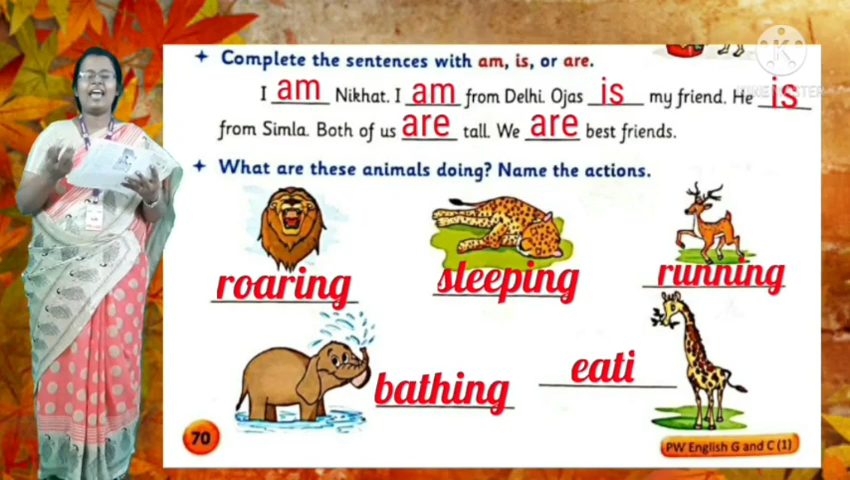 Complete the sentences with am, is, or are.
I am Nikhat. I am from Delhi. Ojas is my friend. He is
from Simla. Both of us are tall. We are best friends.
What are these animals doing? Name the actions.
roaring sleeping running
bathing eati
70 PW English G and C (1)